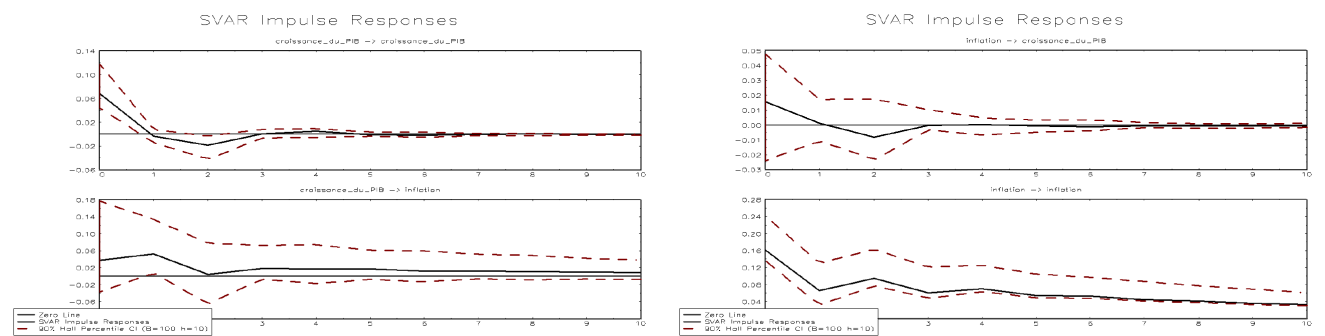 SVAR Impulse Responses
croissance_du_PIB -> croissance_du_PIB
0.14
0.10
0.06
0.02
-0.02
-0.06
0 1 2 3 4 5 6 7 8 9 10
croissance_du_PIB -> inflation
0.18
0.14
0.10
0.06
0.02
-0.02
-0.06
1 2 3 4 5 6 7 8 9 10
Zero Line
SVAR Impulse Responses
90% Hall Percentile CI (B=100 h=10)
SVAR Impulse Responses
inflation -> croissance_du_PIB
0.05
0.04
0.03
0.02
0.01
0.00
-0.01
-0.02
-0.03
0 1 2 3 4 5 6 7 8 9 10
inflation -> inflation
0.28
0.24
0.20
0.16
0.12
0.08
0.04
1 2 3 4 5 6 7 8 9 10
Zero Line
SVAR Impulse Responses
90% Hall Percentile CI (B=100 h=10)